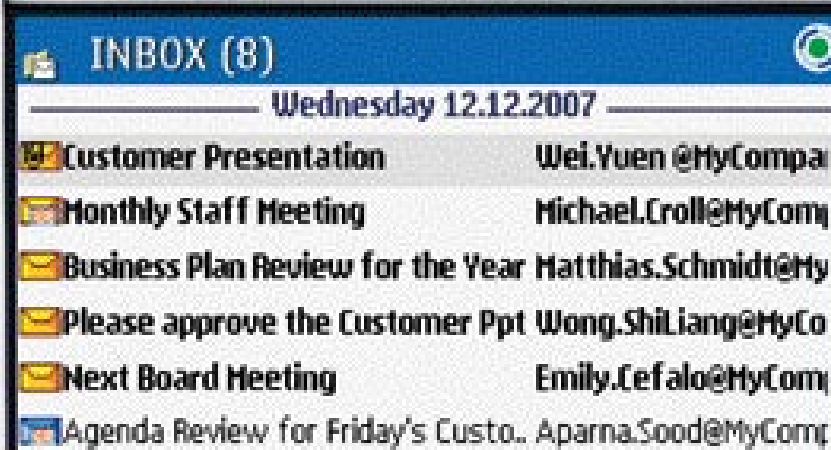 INBOX (8)
Wednesday 12.12.2007
Customer Presentation Wei.Yuen @MyCompa
Monthly Staff Meeting Michael.Croll@MyCom
Business Plan Review for the Year Matthias.Schmidt@My
Please approve the Customer Ppt Wong.ShiLiang@MyCo
Next Board Meeting Emily.Cefalo@MyCom
Agenda Review for Friday's Custo.. Aparna.Sood@MyComp